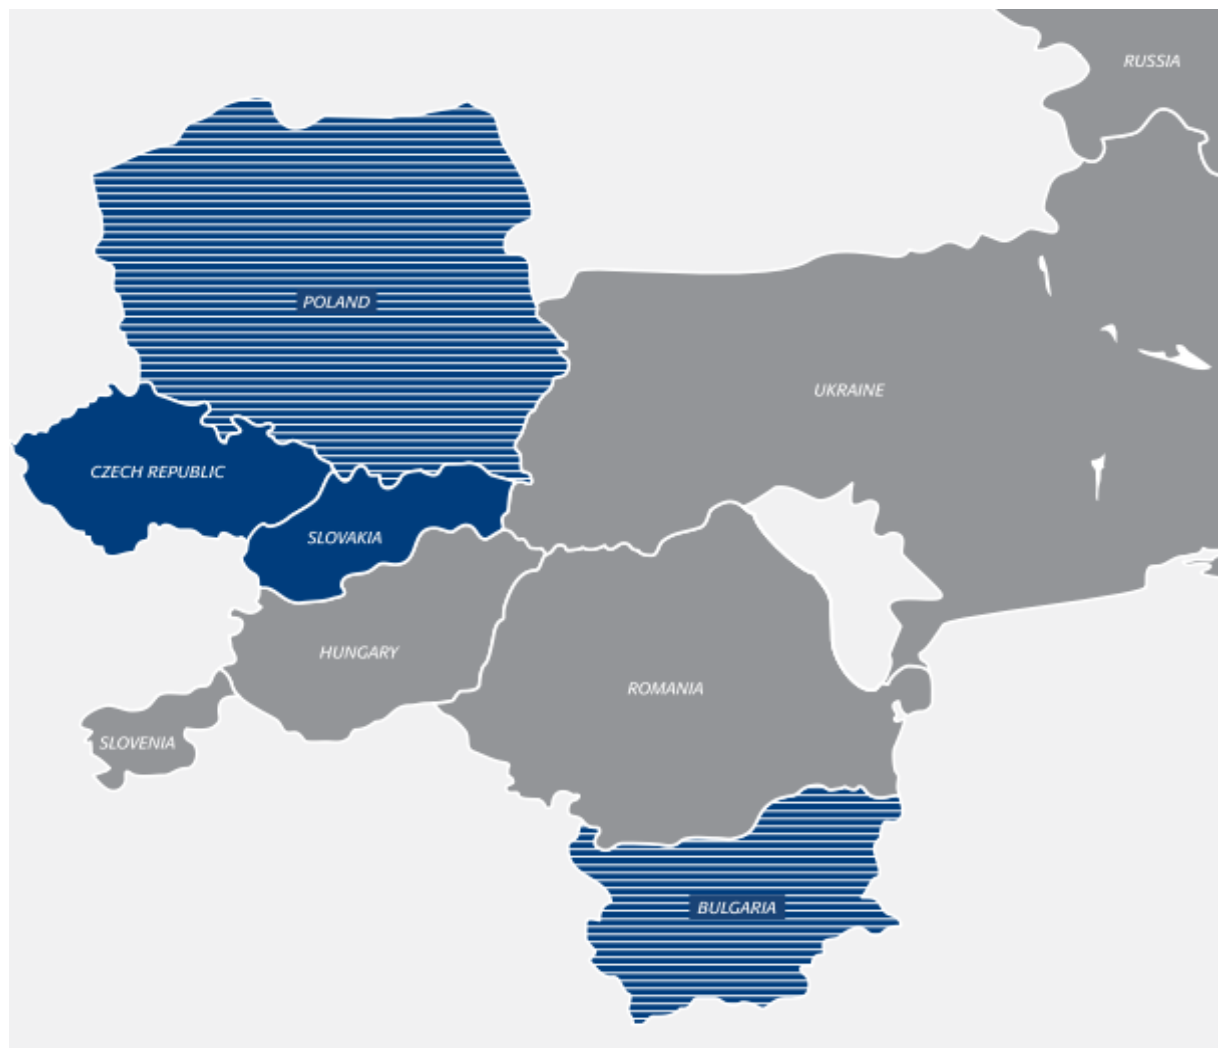 RUSSIA
POLAND
UKRAINE
CZECH REPUBLIC
SLOVAKIA
HUNGARY
ROMANIA
SLOVENIA
BULGARIA